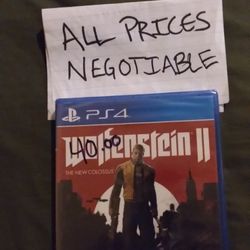 ALL PRICES
NEGOTIABLE
PS4
Wolfenstein II
40.00
THE NEW COLOSSUS